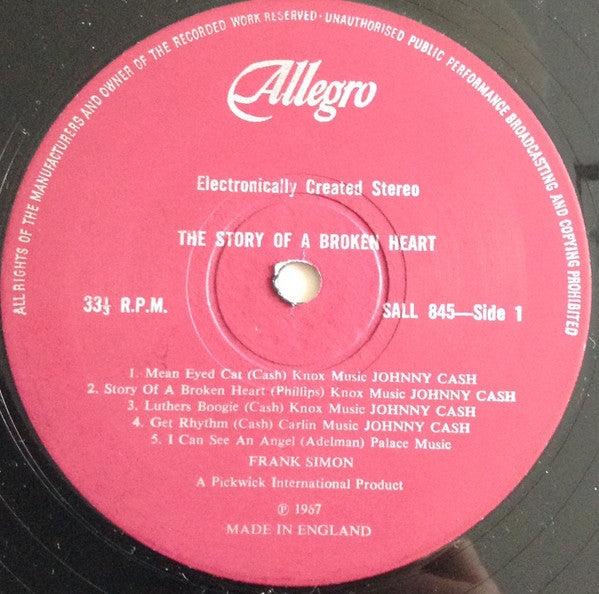 ALL RIGHTS OF THE MANUFACTURERS AND OWNER OF THE RECORDED WORK RESERVED · UNAUTHORISED PUBLIC PERFORMANCE BROADCASTING AND COPYING PROHIBITED
Allegro
Electronically Created Stereo
THE STORY OF A BROKEN HEART
33⅓ R.P.M.
SALL 845—Side 1
1. Mean Eyed Cat (Cash) Knox Music JOHNNY CASH
2. Story Of A Broken Heart (Phillips) Knox Music JOHNNY CASH
3. Luthers Boogie (Cash) Knox Music JOHNNY CASH
4. Get Rhythm (Cash) Carlin Music JOHNNY CASH
5. I Can See An Angel (Adelman) Palace Music
FRANK SIMON
A Pickwick International Product
℗ 1967
MADE IN ENGLAND